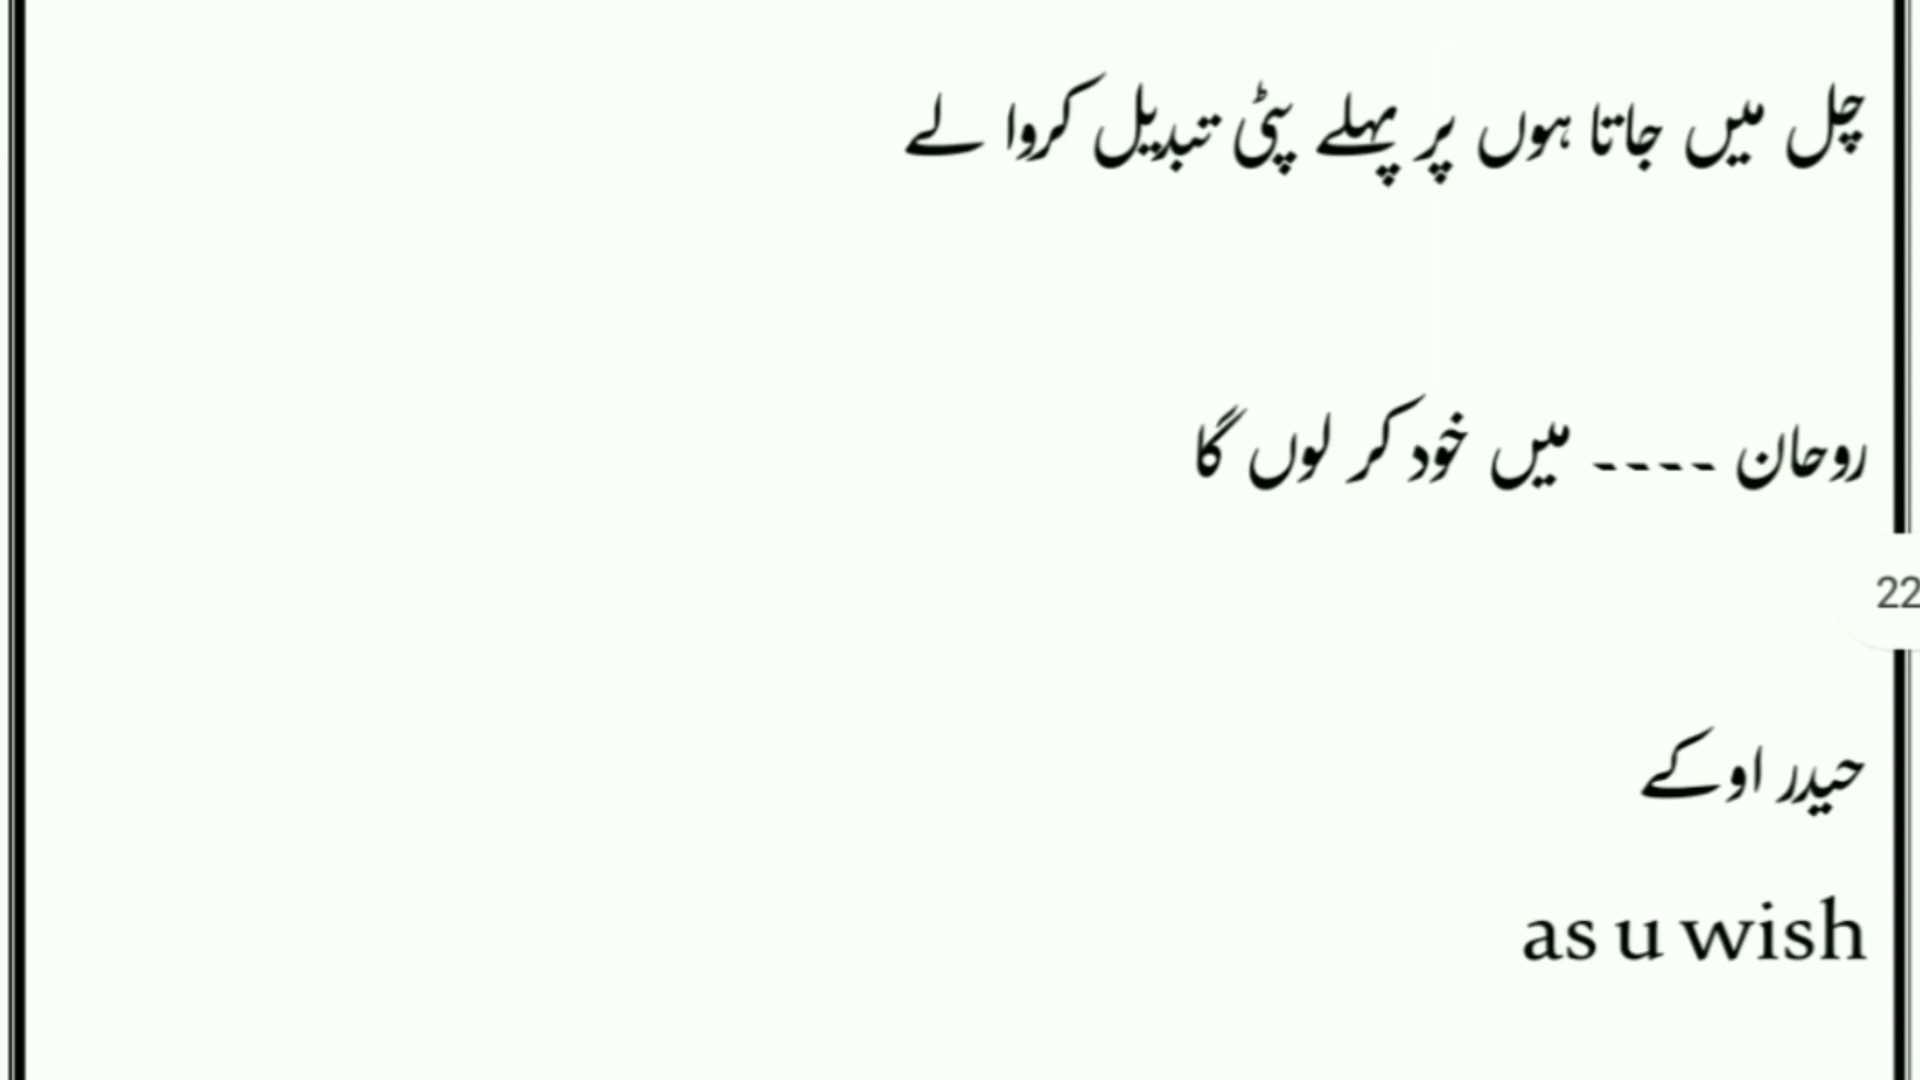 چل میں جاتا ہوں پر پہلے پٹی تبدیل کروا لے
روحان ---- میں خود کر لوں گا
22
حیدر اوکے
as u wish